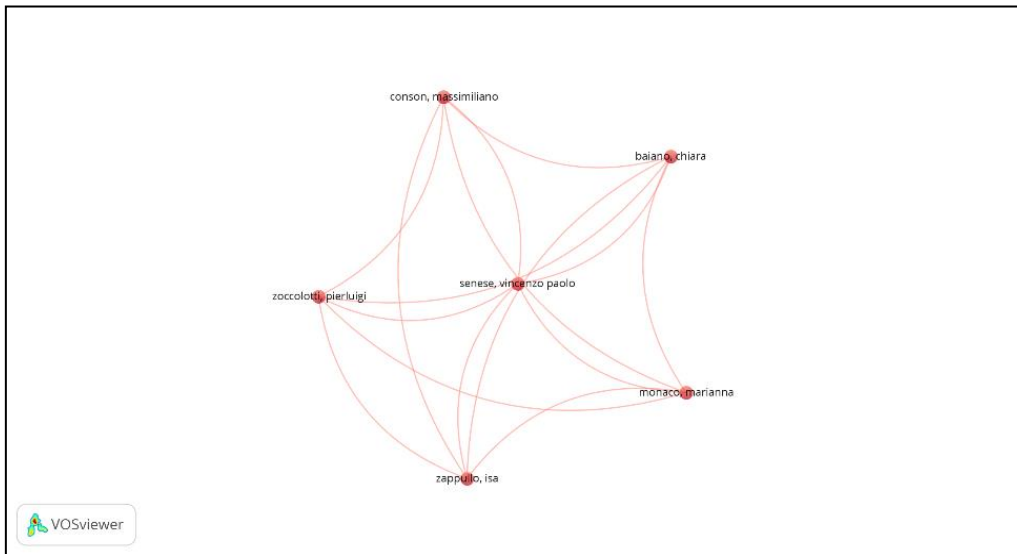 conson, massimiliano
baiano, chiara
senese, vincenzo paolo
zoccolotti, pierluigi
monaco, marianna
zappullo, isa
VOSviewer